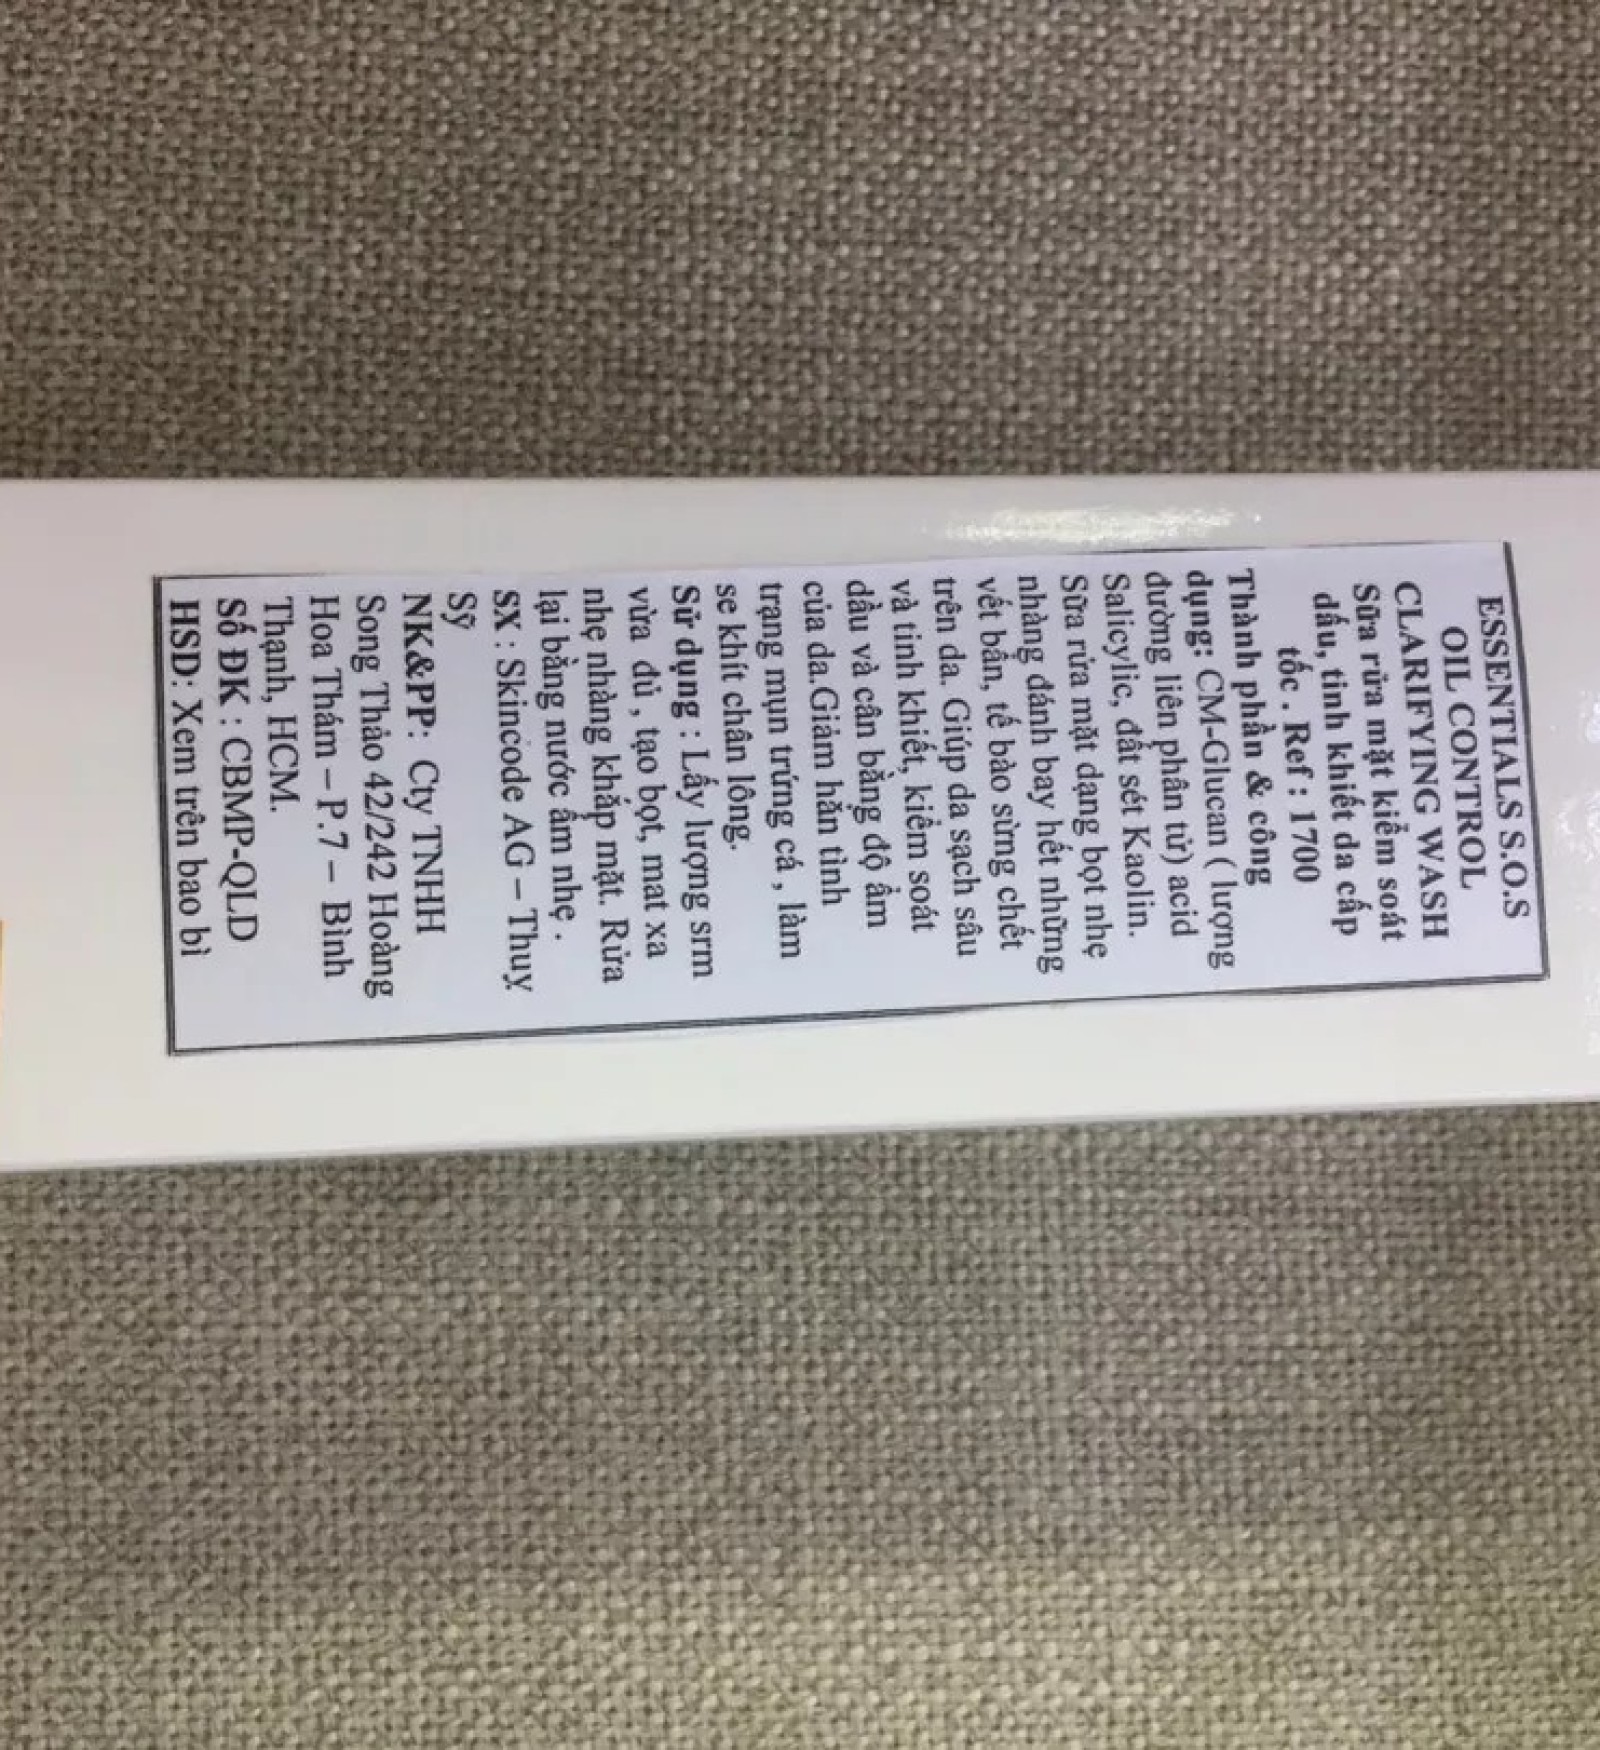 ESSENTIALS S.O.S
OIL CONTROL
CLARIFYING WASH
Sữa rửa mặt kiểm soát
dầu, tinh khiết da cấp
tốc . Ref : 1700
Thành phần & công
dụng: CM-Glucan ( lượng
đường liên phân tử) acid
Salicylic, đất sét Kaolin.
Sữa rửa mặt dạng bọt nhẹ
nhàng đánh bay hết những
vết bẩn, tế bào sừng chết
trên da. Giúp da sạch sâu
và tinh khiết, kiểm soát
dầu và cân bằng độ ẩm
của da.Giảm hẳn tình
trạng mụn trứng cá , làm
se khít chân lông.
Sử dụng : Lấy lượng srm
vừa đủ , tạo bọt, mat xa
nhẹ nhàng khắp mặt. Rửa
lại bằng nước ấm nhẹ .
SX : Skincode AG – Thuỵ
Sỹ
NK&PP: Cty TNHH
Song Thảo 42/242 Hoàng
Hoa Thám – P.7 – Bình
Thạnh, HCM.
Số ĐK : CBMP-QLD
HSD: Xem trên bao bì